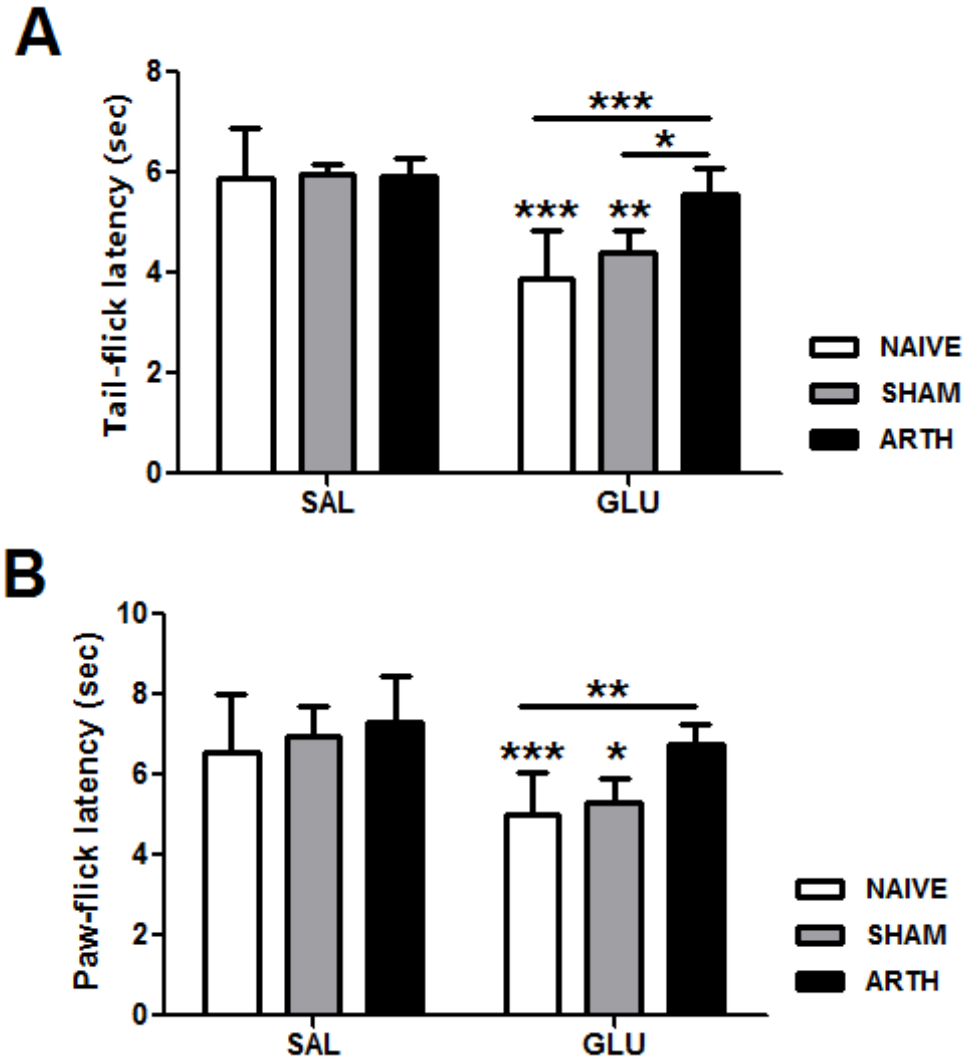 A
Tail-flick latency (sec)
8
6
4
2
0
***
*
*** **
SAL GLU
NAIVE
SHAM
ARTH
B
Paw-flick latency (sec)
10
8
6
4
2
0
**
*** *
SAL GLU
NAIVE
SHAM
ARTH